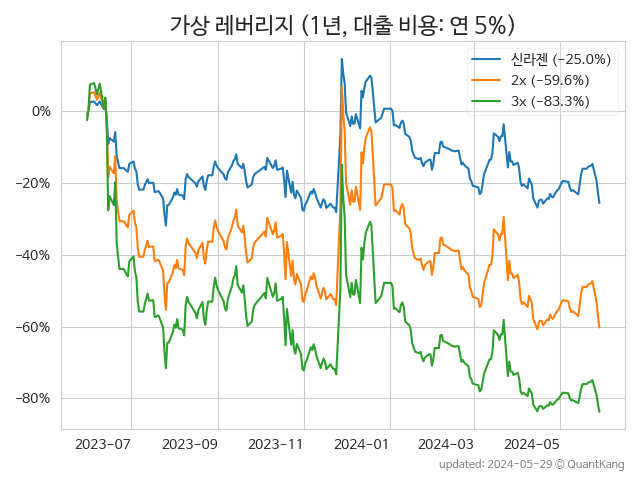 가상 레버리지 (1년, 대출 비용: 연 5%)
신라젠 (−25.0%)
2x (−59.6%)
3x (−83.3%)
0%
−20%
−40%
−60%
−80%
2023-07 2023-09 2023-11 2024-01 2024-03 2024-05
updated: 2024-05-29 © QuantKang